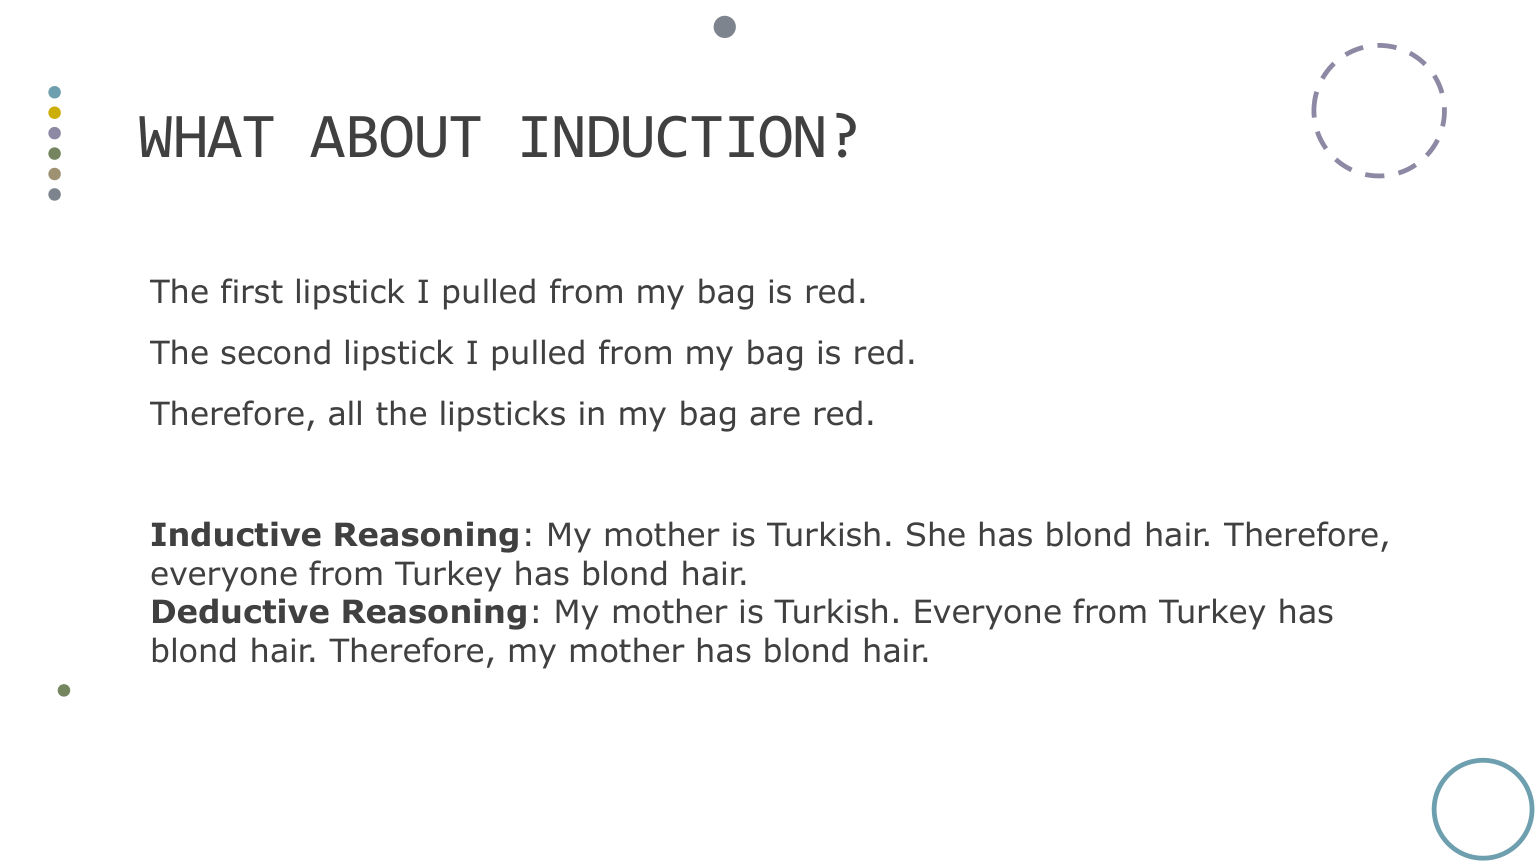 WHAT ABOUT INDUCTION?
The first lipstick I pulled from my bag is red.
The second lipstick I pulled from my bag is red.
Therefore, all the lipsticks in my bag are red.
Inductive Reasoning: My mother is Turkish. She has blond hair. Therefore,
everyone from Turkey has blond hair.
Deductive Reasoning: My mother is Turkish. Everyone from Turkey has
blond hair. Therefore, my mother has blond hair.